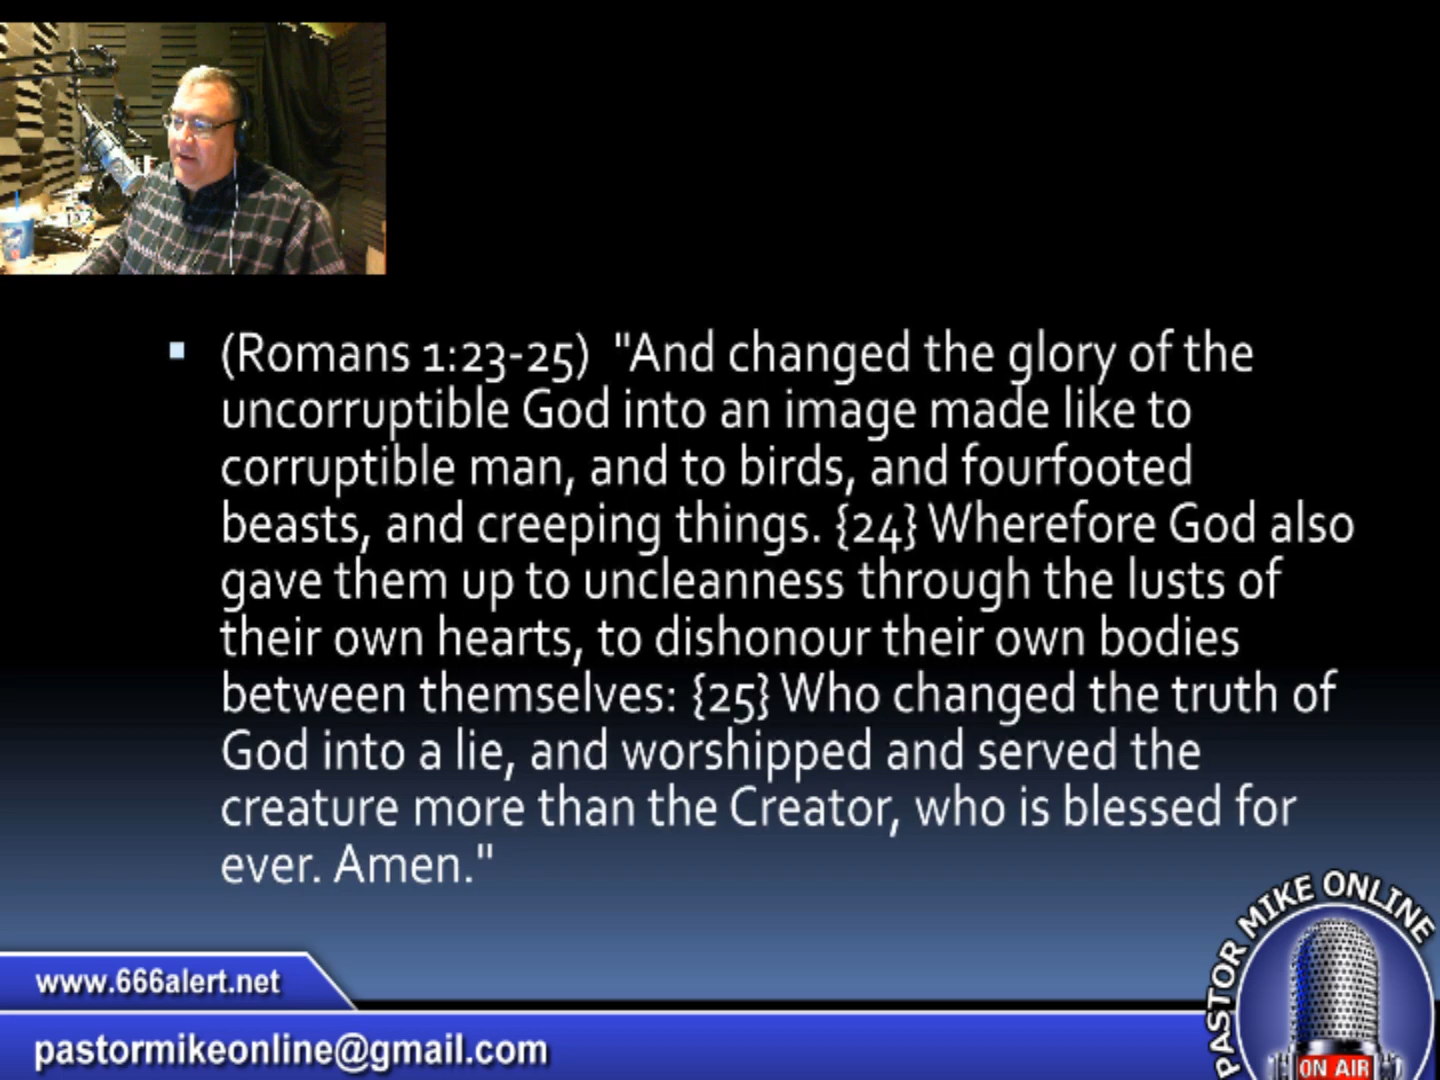 (Romans 1:23-25)  "And changed the glory of the
uncorruptible God into an image made like to
corruptible man, and to birds, and fourfooted
beasts, and creeping things. {24} Wherefore God also
gave them up to uncleanness through the lusts of
their own hearts, to dishonour their own bodies
between themselves: {25} Who changed the truth of
God into a lie, and worshipped and served the
creature more than the Creator, who is blessed for
ever. Amen."
www.666alert.net
pastormikeonline@gmail.com
PASTOR MIKE ONLINE
ON AIR